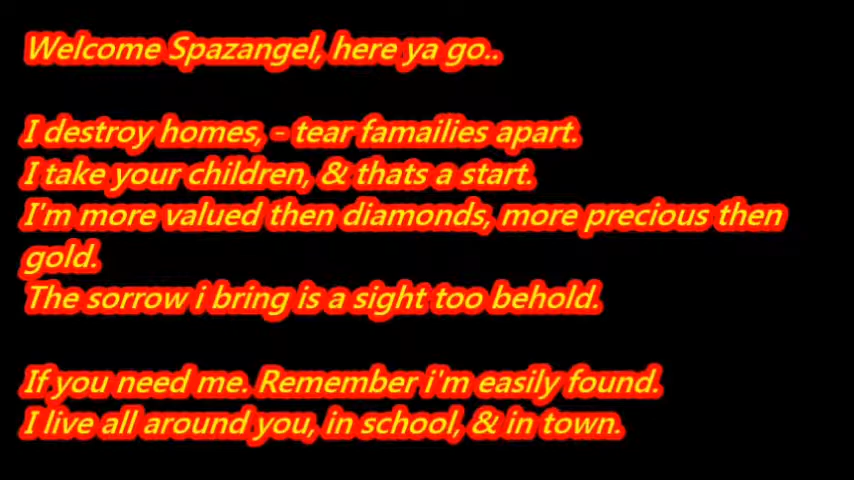 Welcome Spazangel, here ya go..
I destroy homes, - tear famailies apart.
I take your children, & thats a start.
I'm more valued then diamonds, more precious then
gold.
The sorrow i bring is a sight too behold.
If you need me. Remember i'm easily found.
I live all around you, in school, & in town.